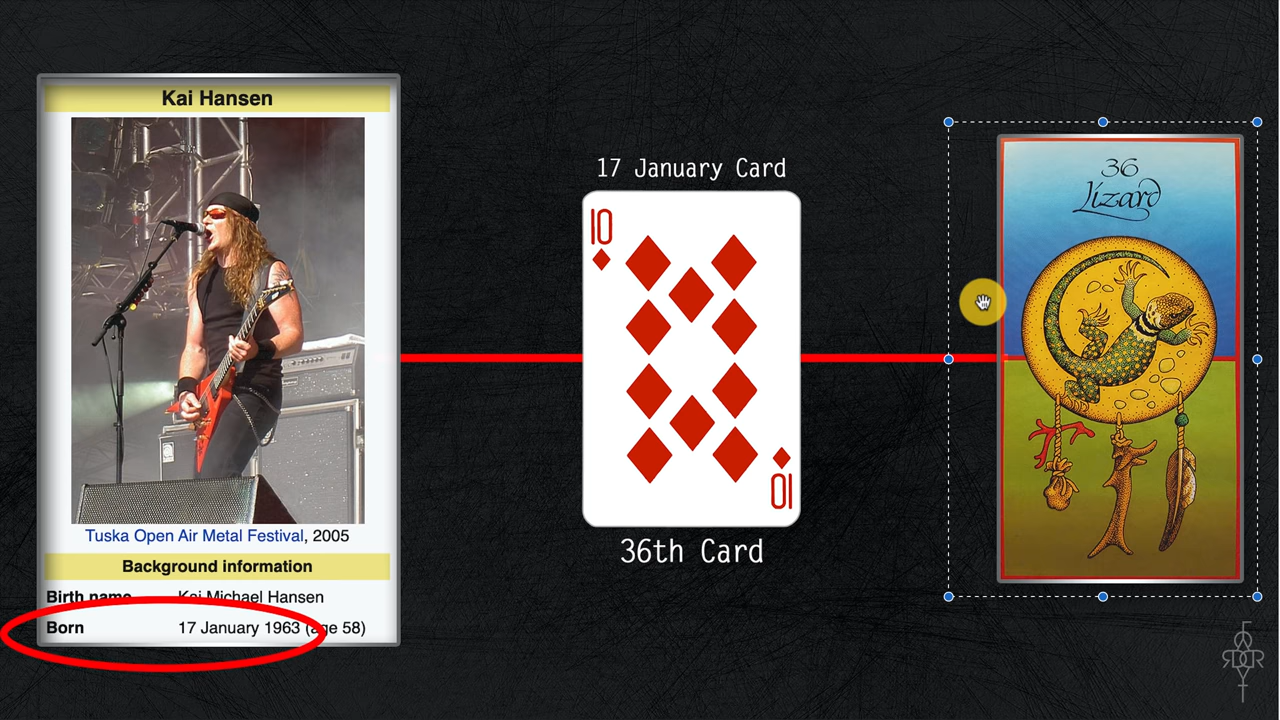 Kai Hansen
Tuska Open Air Metal Festival, 2005
Background information
Birth name Kai Michael Hansen
Born 17 January 1963 (age 58)
17 January Card
10
10
36th Card
36
Lizard